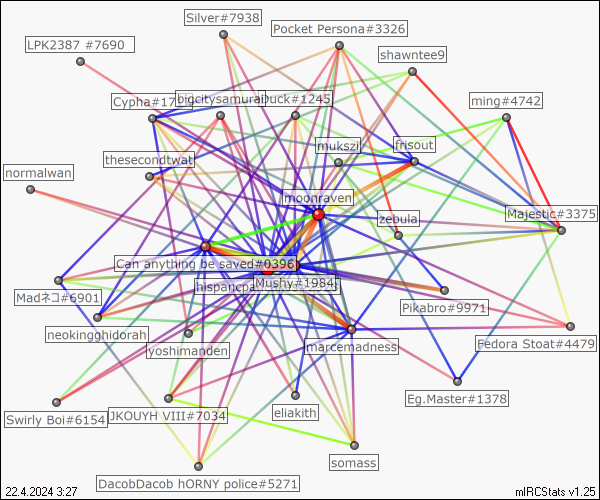 Silver#7938
Pocket Persona#3326
LPK2387 #7690
shawntee9
Cypha#17
bigcitysamurai
Duck#1245
ming#4742
mukszil
frisout
thesecondtwat
normalwan
moonraven
zebula
Majestic#3375
Can anything be saved#0396
hispanicpa
Mushy#1984
Madネコ#6901
Pikabro#9971
neokingghidorah
yoshimanden
marcemadness
Fedora Stoat#4479
Eg.Master#1378
Swirly Boi#6154
JKOUYH VIII#7034
eliakith
somass
DacobDacob hORNY police#5271
22.4.2024 3:27
mIRCStats v1.25